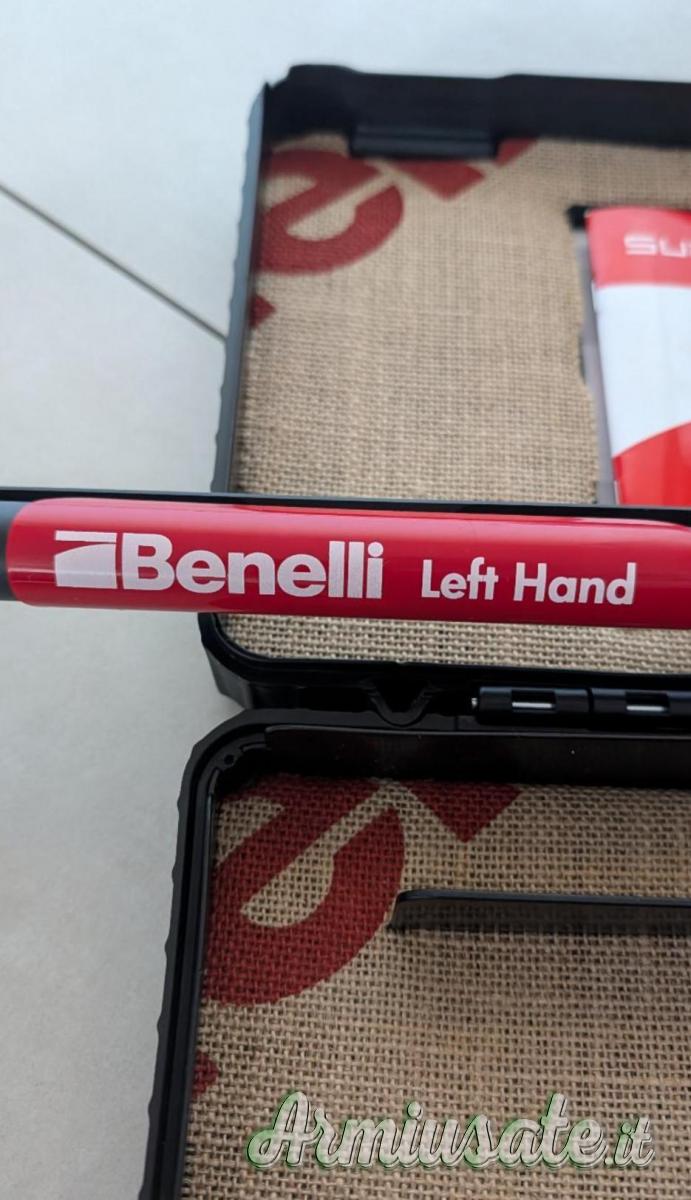 Benelli Left Hand
Armiusate.it